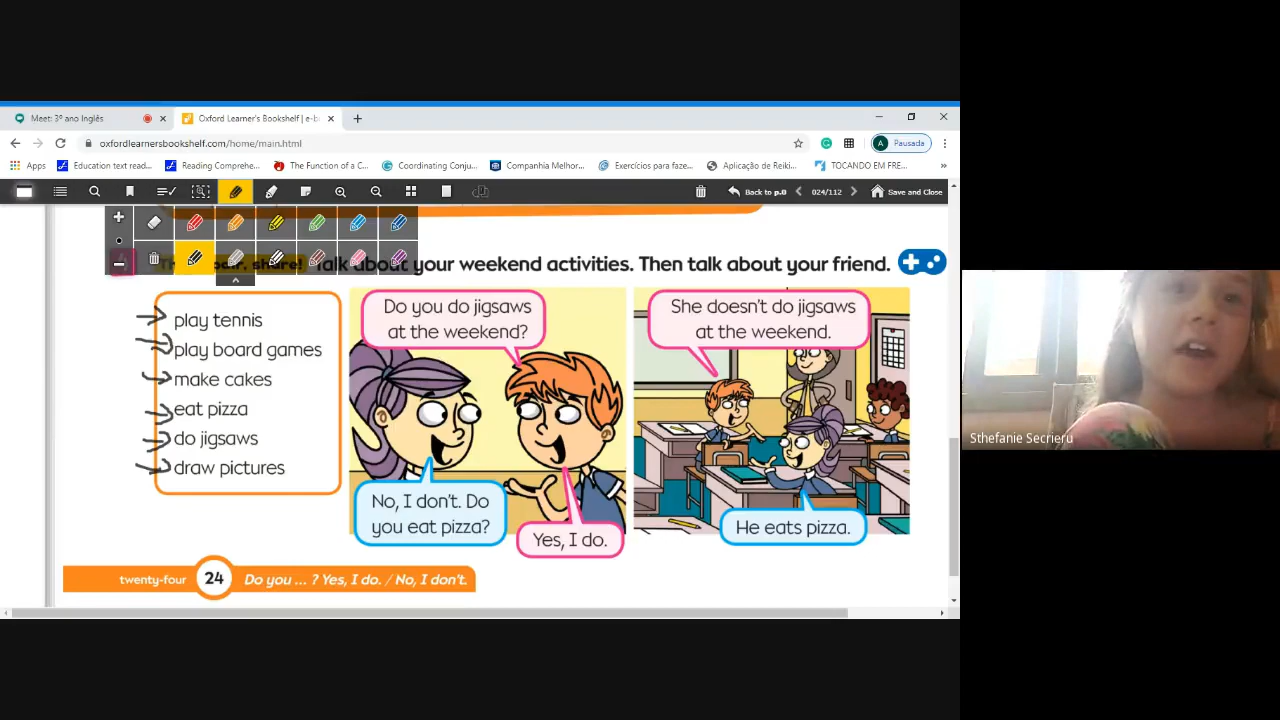 Meet: 3º ano Inglês
Oxford Learner's Bookshelf | e-b
oxfordlearnersbookshelf.com/home/main.html
A Pausada
Apps
Education text read...
Reading Comprehe...
The Function of a C...
Coordinating Conju...
Companhia Melhor...
Exercícios para faze...
Aplicação de Reiki...
TOCANDO EM FRE...
»
Back to p.8
024/112
Save and Close
pair, share! Talk about your weekend activities. Then talk about your friend.
play tennis
play board games
make cakes
eat pizza
do jigsaws
draw pictures
Do you do jigsaws
at the weekend?
No, I don't. Do
you eat pizza?
Yes, I do.
She doesn't do jigsaws
at the weekend.
He eats pizza.
twenty-four 24 Do you ... ? Yes, I do. / No, I don't.
Sthefanie Secrieru